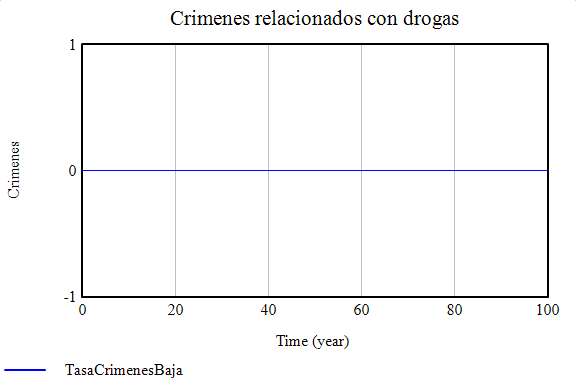 Crimenes relacionados con drogas
1
0
-1
Crimenes
0 20 40 60 80 100
Time (year)
TasaCrimenesBaja